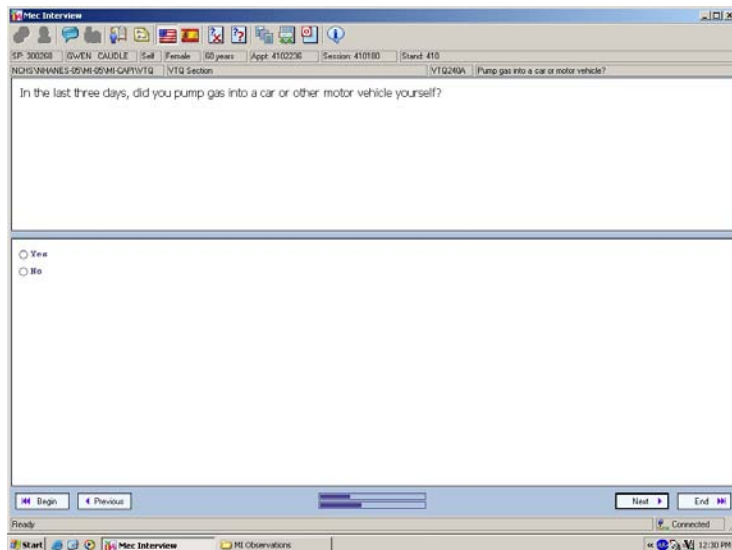 Mec Interview
SP: 300268 GWEN CAUDLE Self Female 60 years Appt: 4102236 Session: 410180 Stand: 410
NCHS\NHANES-05\MI-05\MI-CAPI\VTQ VTQ Section VTQ240A Pump gas into a car or motor vehicle?
In the last three days, did you pump gas into a car or other motor vehicle yourself?
Yes
No
Begin Previous Next End
Ready Connected
Start Mec Interview MI Observations 12:30 PM